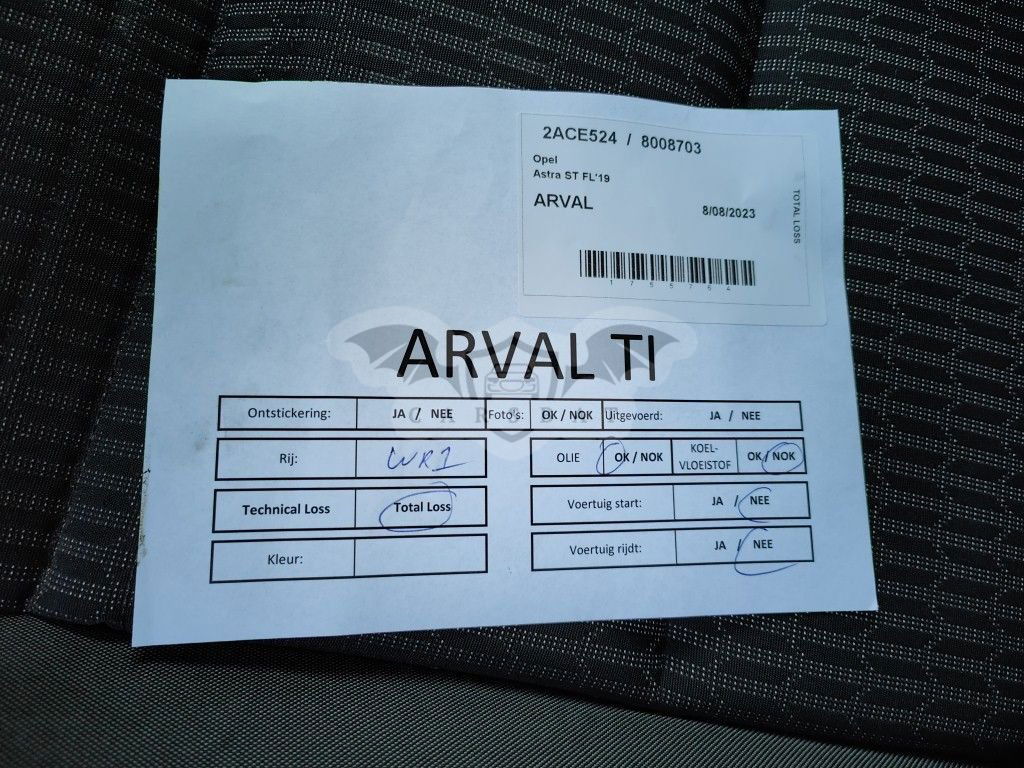 2ACE524 / 8008703
Opel
Astra ST FL'19
ARVAL
8/08/2023
TOTAL LOSS
ARVAL TI
CARSDNA
Ontstickering: JA / NEE Foto's: OK / NOK Uitgevoerd: JA / NEE
Rij: WR1 OLIE OK / NOK KOEL-
VLOEISTOF OK / NOK
Technical Loss Total Loss Voertuig start: JA / NEE
Kleur: Voertuig rijdt: JA / NEE